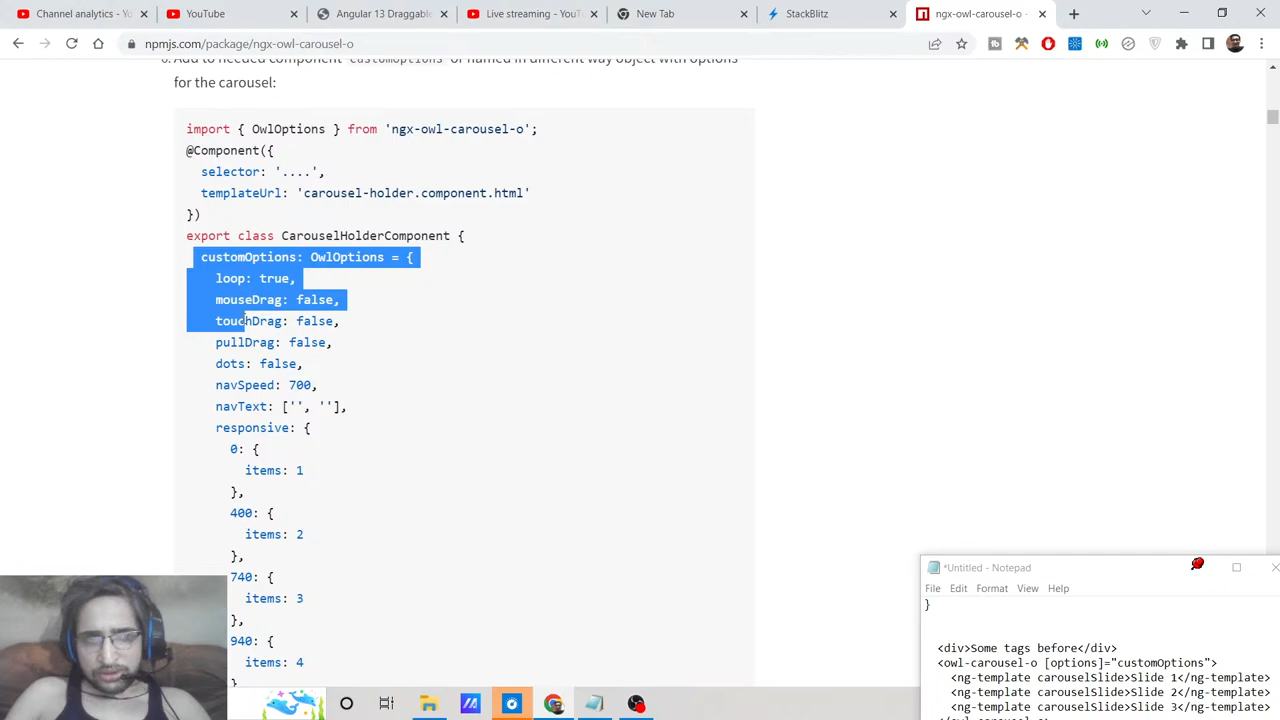 Channel analytics - Yo
YouTube
Angular 13 Draggable
Live streaming - YouT
New Tab
StackBlitz
ngx-owl-carousel-o -
npmjs.com/package/ngx-owl-carousel-o
6. Add to needed component customOptions or named in different way object with options
for the carousel:
import { OwlOptions } from 'ngx-owl-carousel-o';
@Component({
selector: '....',
templateUrl: 'carousel-holder.component.html'
})
export class CarouselHolderComponent {
customOptions: OwlOptions = {
loop: true,
mouseDrag: false,
touchDrag: false,
pullDrag: false,
dots: false,
navSpeed: 700,
navText: ['', ''],
responsive: {
0: {
items: 1
},
400: {
items: 2
},
740: {
items: 3
},
940: {
items: 4
}
*Untitled - Notepad
File Edit Format View Help
}
<div>Some tags before</div>
<owl-carousel-o [options]="customOptions">
<ng-template carouselSlide>Slide 1</ng-template>
<ng-template carouselSlide>Slide 2</ng-template>
<ng-template carouselSlide>Slide 3</ng-template>
</owl-carousel-o>